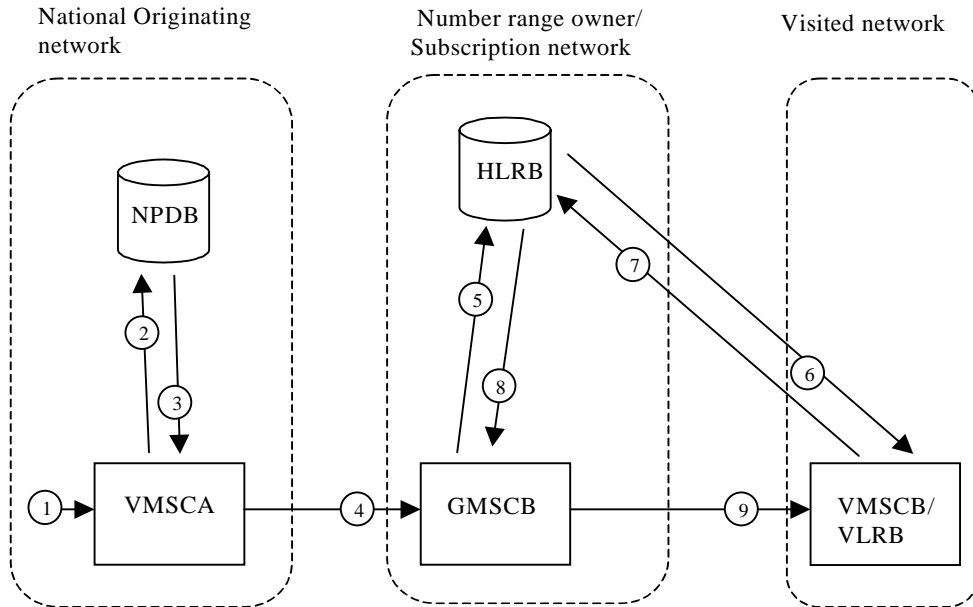 National Originating
network
Number range owner/
Subscription network
Visited network
NPDB
HLRB
2
3
5
8
7
6
1
VMSCA
4
GMSCB
9
VMSCB/
VLRB